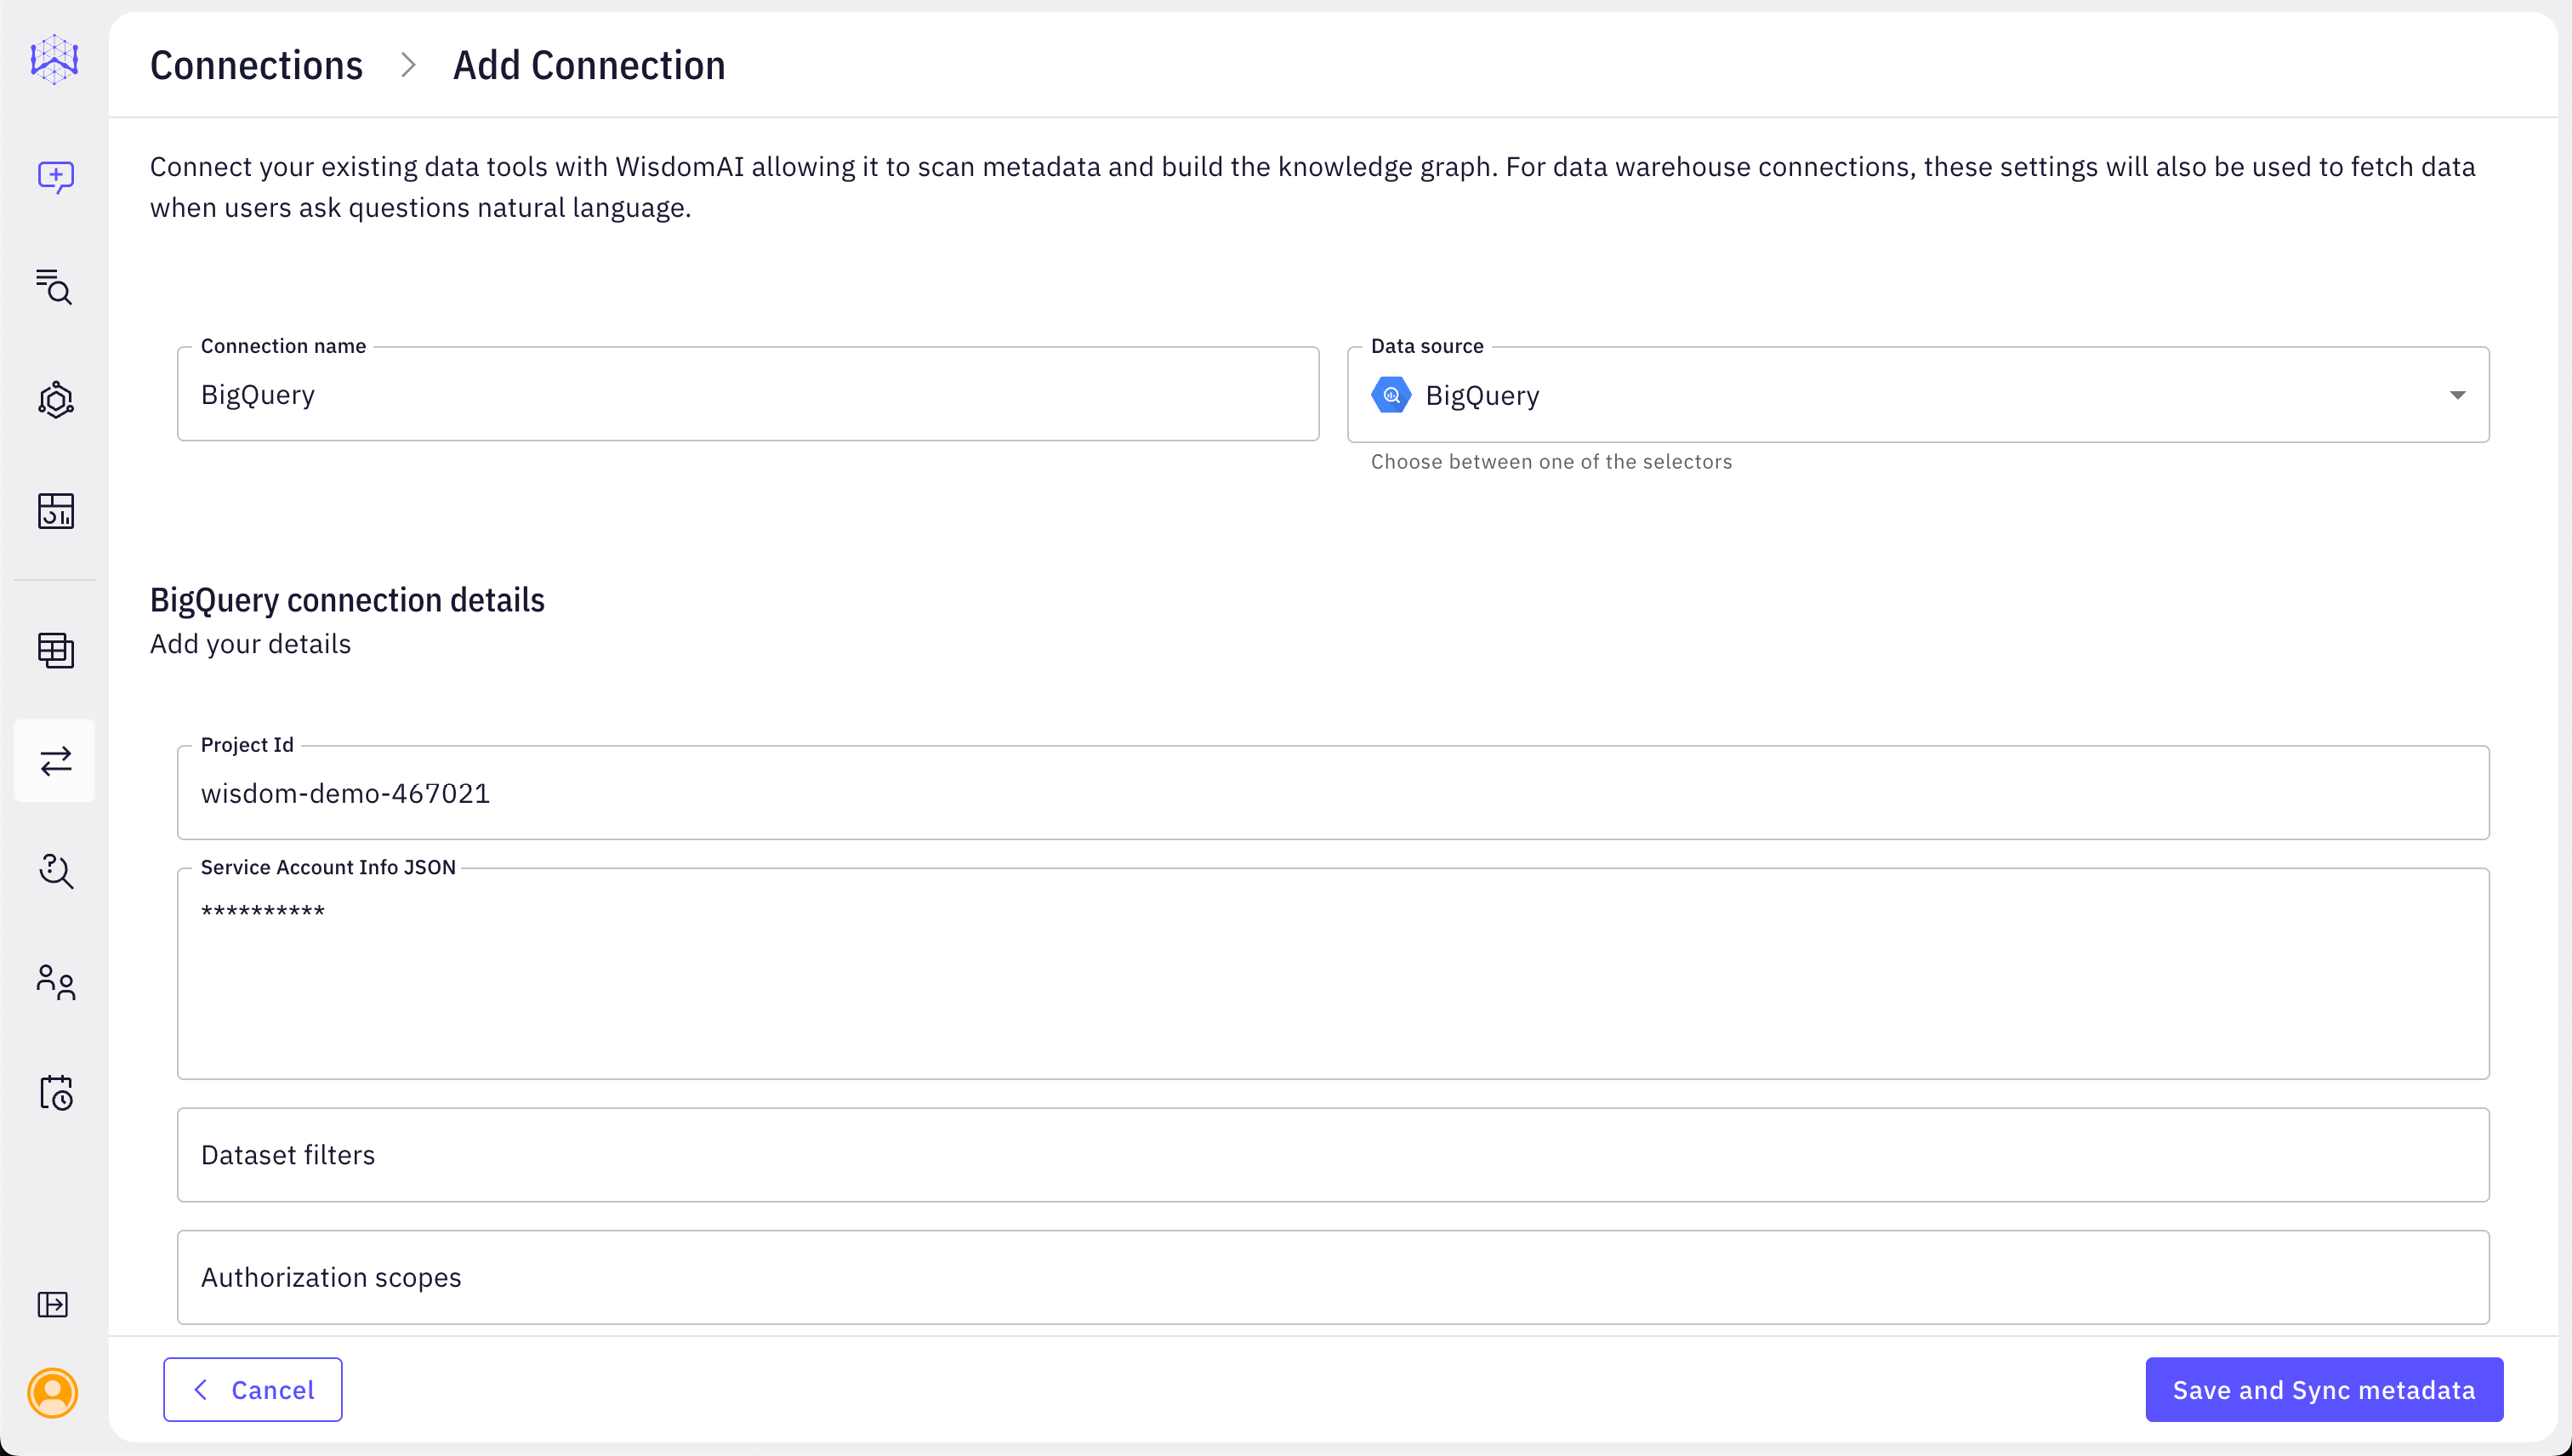 Connections > Add Connection
Connect your existing data tools with WisdomAI allowing it to scan metadata and build the knowledge graph. For data warehouse connections, these settings will also be used to fetch data
when users ask questions natural language.
Connection name
BigQuery
Data source
BigQuery
Choose between one of the selectors
BigQuery connection details
Add your details
Project Id
wisdom-demo-467021
Service Account Info JSON
**********
Dataset filters
Authorization scopes
Cancel
Save and Sync metadata